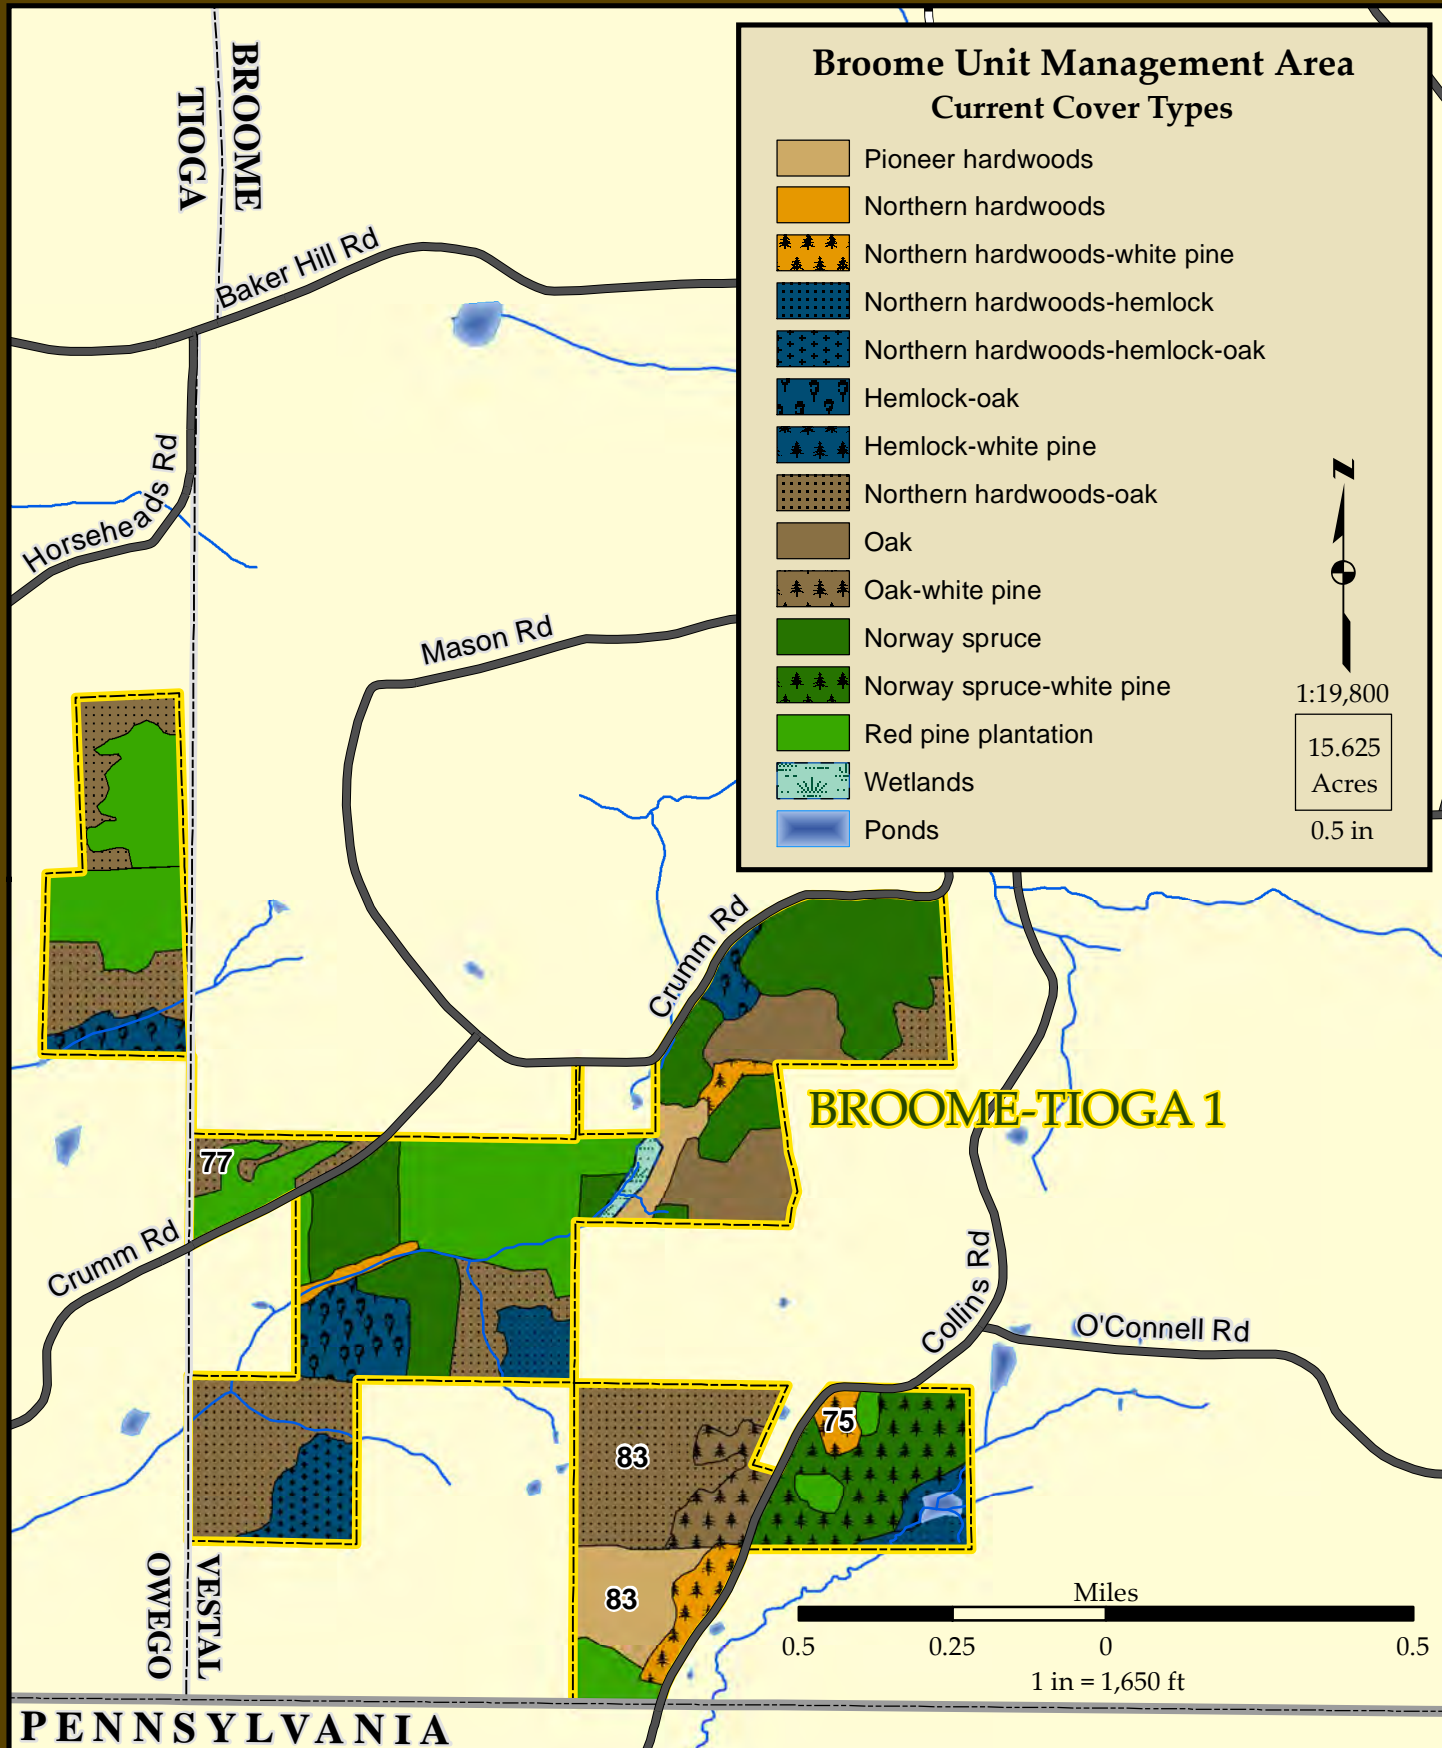 Broome Unit Management Area
Current Cover Types
Pioneer hardwoods
Northern hardwoods
Northern hardwoods-white pine
Northern hardwoods-hemlock
Northern hardwoods-hemlock-oak
Hemlock-oak
Hemlock-white pine
Northern hardwoods-oak
Oak
Oak-white pine
Norway spruce
Norway spruce-white pine
Red pine plantation
Wetlands
Ponds
N
1:19,800
15.625
Acres
0.5 in
BROOME
TIOGA
Baker Hill Rd
Horseheads Rd
Mason Rd
Crumm Rd
BROOME-TIOGA 1
77
Crumm Rd
Collins Rd
O'Connell Rd
75
83
83
VESTAL
OWEGO
Miles
0.5 0.25 0 0.5
1 in = 1,650 ft
PENNSYLVANIA